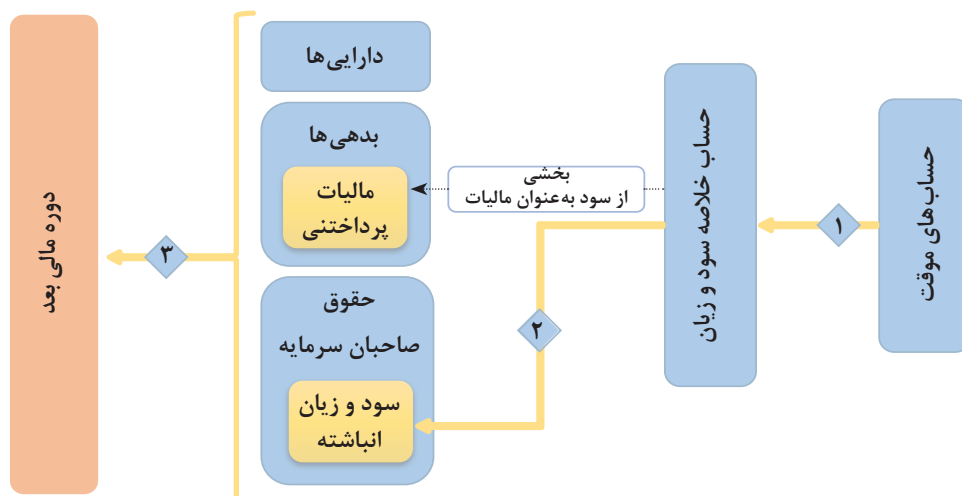 حساب‌های موقت
۱
حساب خلاصه سود و زیان
بخشی
از سود به‌عنوان مالیات
۲
دارایی‌ها
بدهی‌ها
مالیات
پرداختنی
حقوق
صاحبان سرمایه
سود و زیان
انباشته
۳
دوره مالی بعد